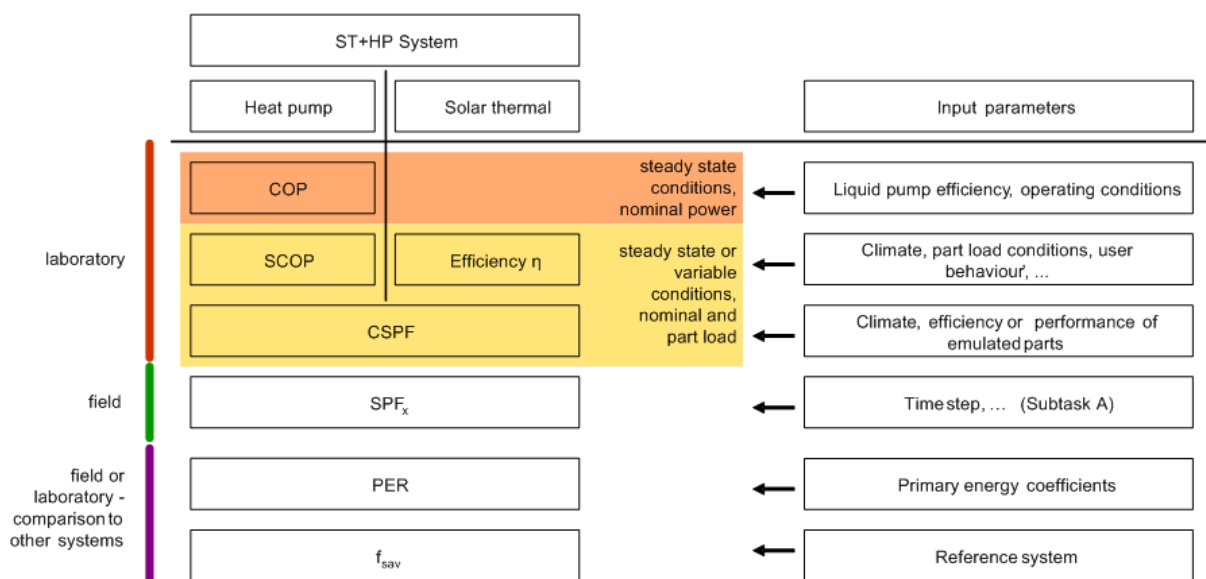 ST+HP System
Heat pump
Solar thermal
Input parameters
laboratory
COP
steady state
conditions,
nominal power
Liquid pump efficiency, operating conditions
SCOP
Efficiency η
steady state or
variable
conditions,
nominal and
part load
Climate, part load conditions, user
behaviour, ...
CSPF
Climate, efficiency or performance of
emulated parts
field
SPFx
Time step, ... (Subtask A)
field or
laboratory -
comparison to
other systems
PER
Primary energy coefficients
fsav
Reference system